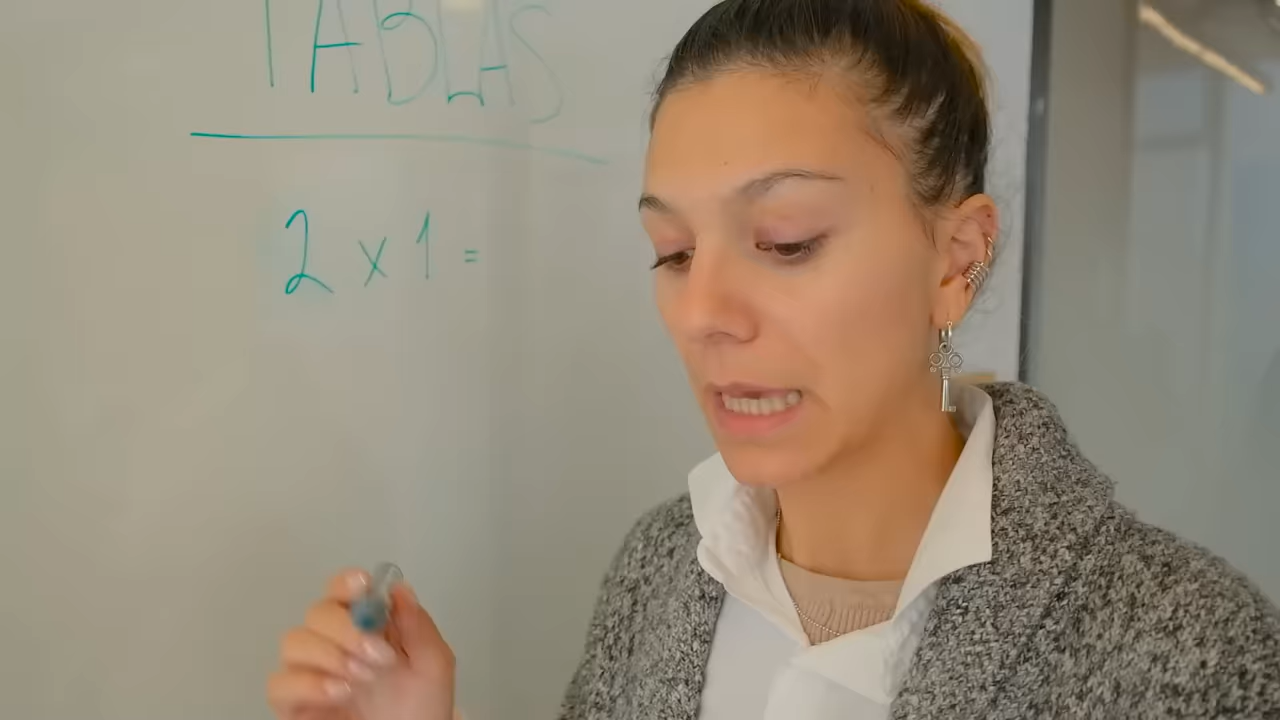 TABLAS
2 x 1 =